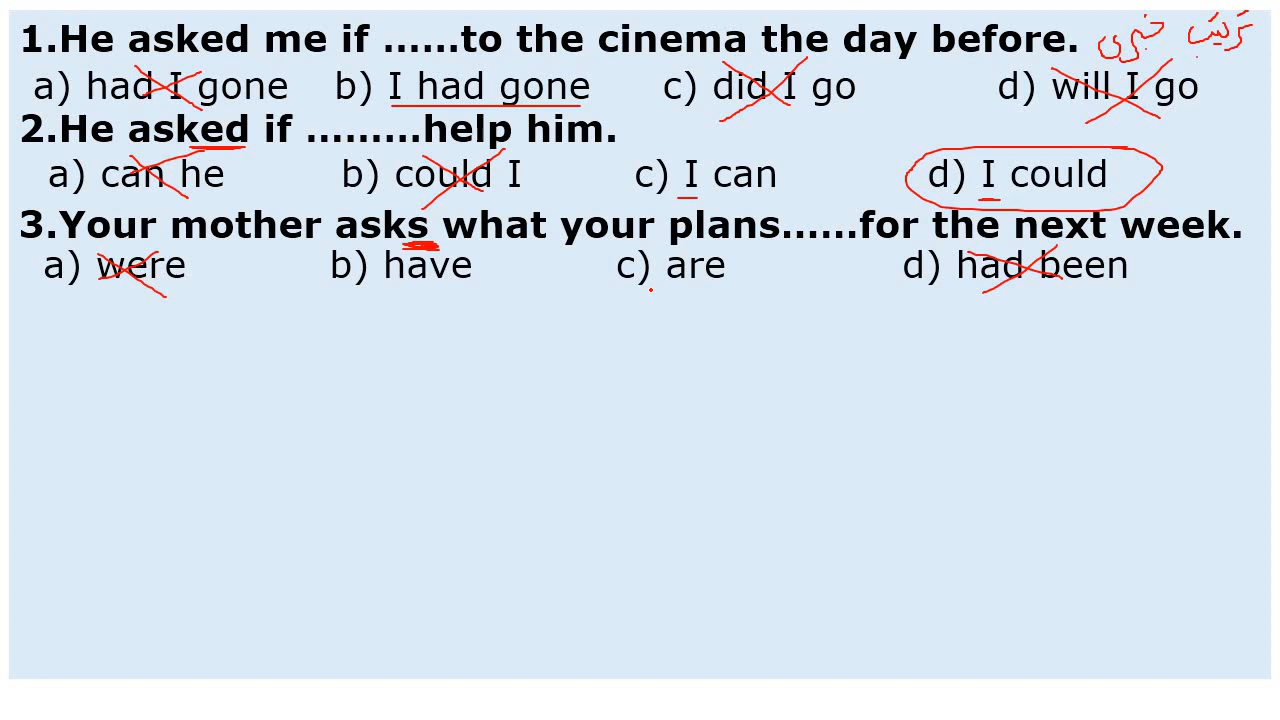 1.He asked me if ……to the cinema the day before. ترتيب خبرى
a) had I gone b) I had gone c) did I go d) will I go
2.He asked if ………help him.
a) can he b) could I c) I can d) I could
3.Your mother asks what your plans……for the next week.
a) were b) have c) are d) had been